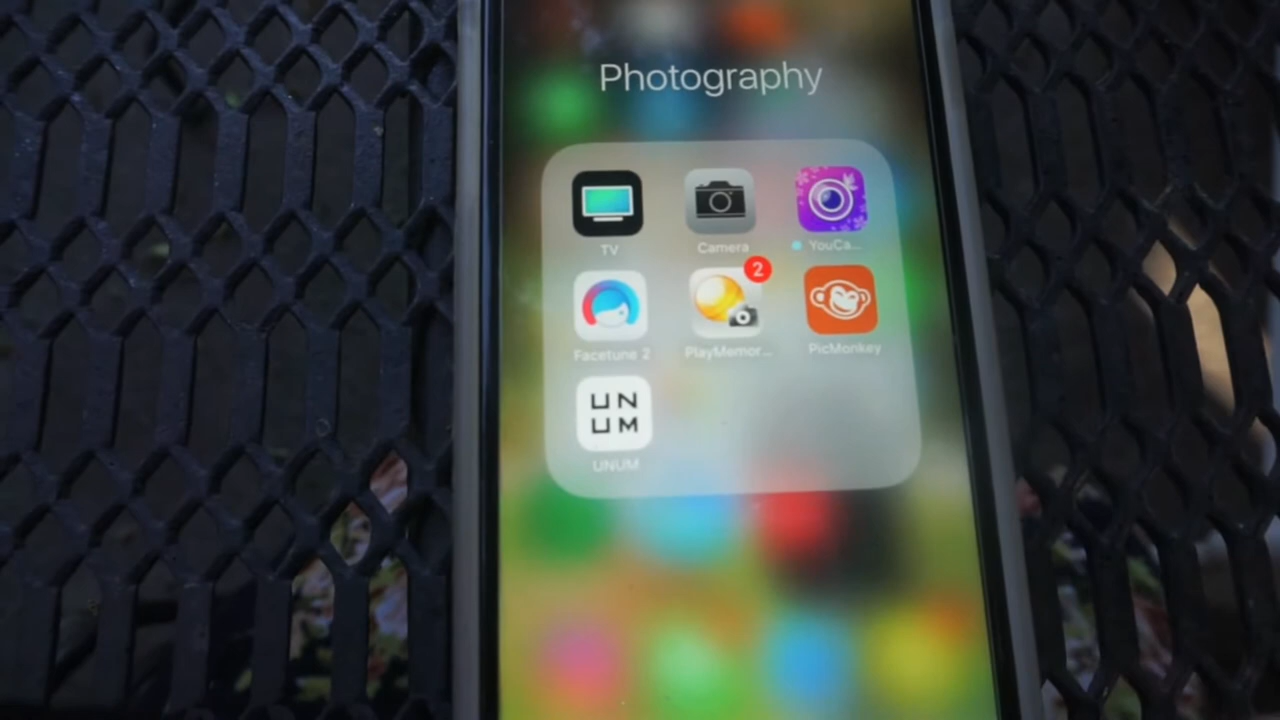 Photography
TV Camera YouCa...
2
Facetune 2 PlayMemor... PicMonkey
UN
UM
UNUM